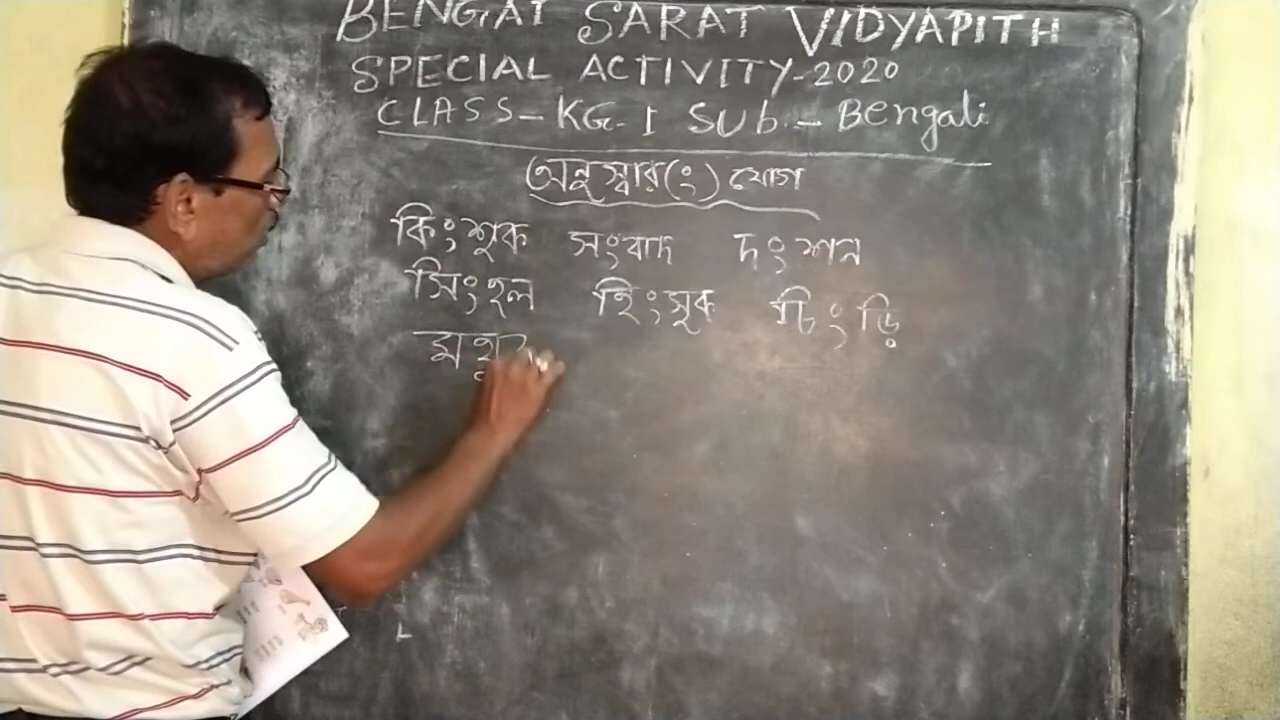 BENGAI SARAT VIDYAPITH
SPECIAL ACTIVITY-2020
CLASS - KG-I SUb.- Bengali
অনুস্বার(ং) যোগ
কিংশুক সংবাদ দংশন
সিংহল হিংসুক চিংড়ি